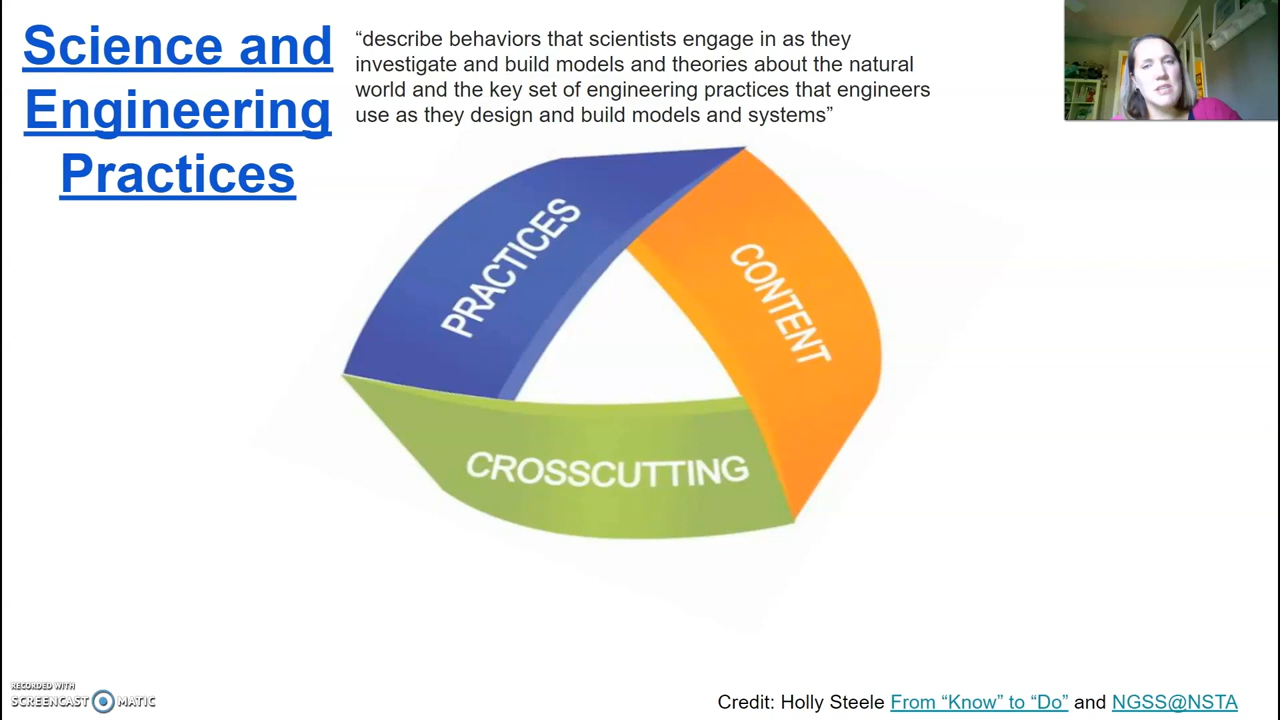 Science and
Engineering
Practices
“describe behaviors that scientists engage in as they
investigate and build models and theories about the natural
world and the key set of engineering practices that engineers
use as they design and build models and systems”
PRACTICES
CONTENT
CROSSCUTTING
RECORDED WITH
SCREENCAST MATIC
Credit: Holly Steele From “Know” to “Do” and NGSS@NSTA